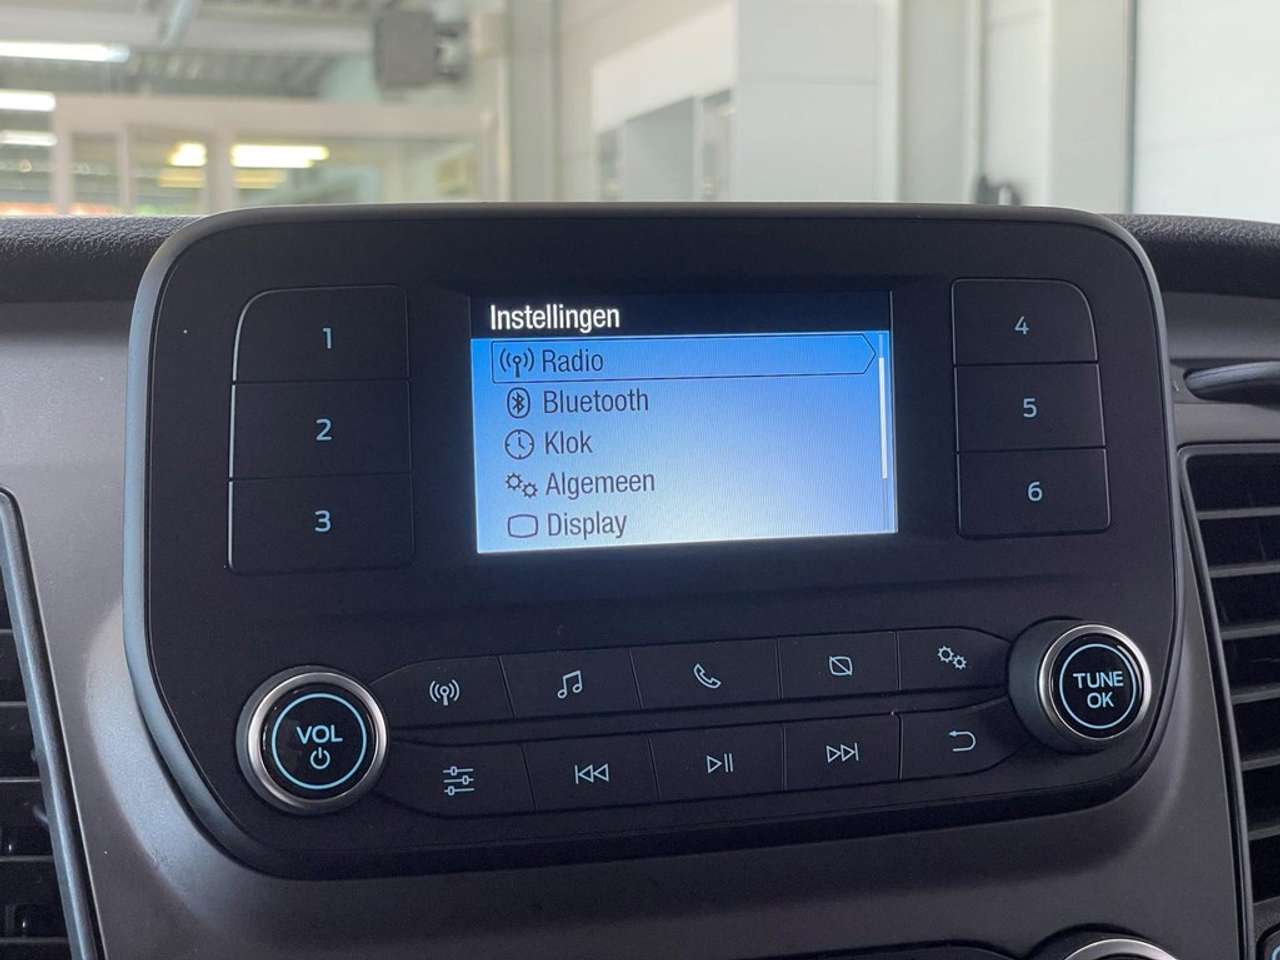 Instellingen
Radio
Bluetooth
Klok
Algemeen
Display
1
2
3
4
5
6
VOL
TUNE
OK